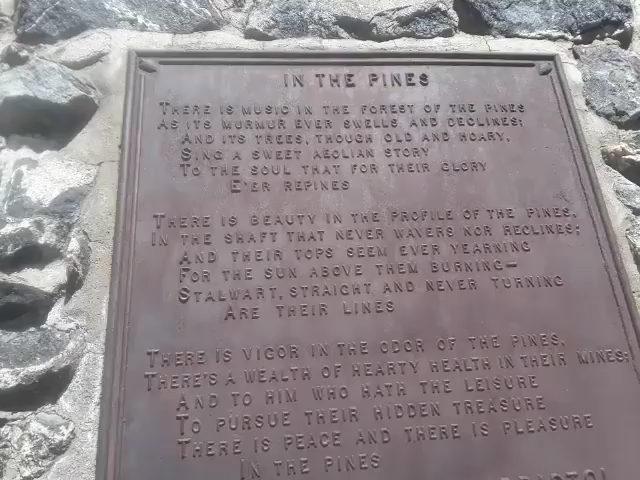 IN THE PINES
THERE IS MUSIC IN THE FOREST OF THE PINES
AS ITS MURMUR EVER SWELLS AND DECLINES;
AND ITS TREES, THOUGH OLD AND HOARY,
SING A SWEET AEOLIAN STORY
TO THE SOUL THAT FOR THEIR GLORY
E'ER REPINES
THERE IS BEAUTY IN THE PROFILE OF THE PINES,
IN THE SHAFT THAT NEVER WAVERS NOR RECLINES;
AND THEIR TOPS SEEM EVER YEARNING
FOR THE SUN ABOVE THEM BURNING—
STALWART, STRAIGHT AND NEVER TURNING
ARE THEIR LINES
THERE IS VIGOR IN THE ODOR OF THE PINES,
THERE'S A WEALTH OF HEARTY HEALTH IN THEIR MINES;
AND TO HIM WHO HATH THE LEISURE
TO PURSUE THEIR HIDDEN TREASURE
THERE IS PEACE AND THERE IS PLEASURE
IN THE PINES